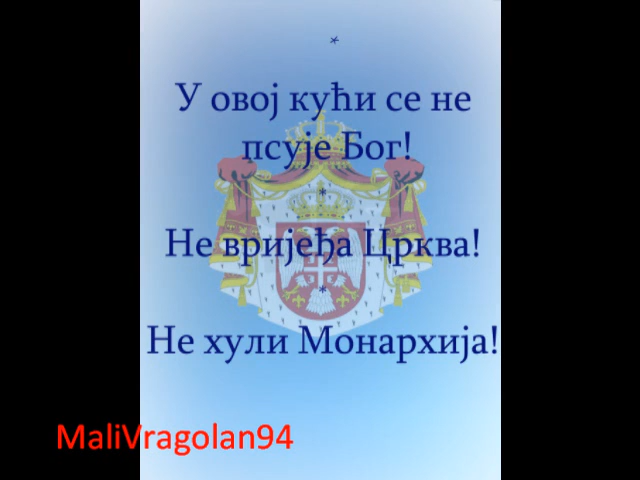 *
У овој кући се не
псује Бог!
*
Не вријеђа Црква!
*
Не хули Монархија!
MaliVragolan94